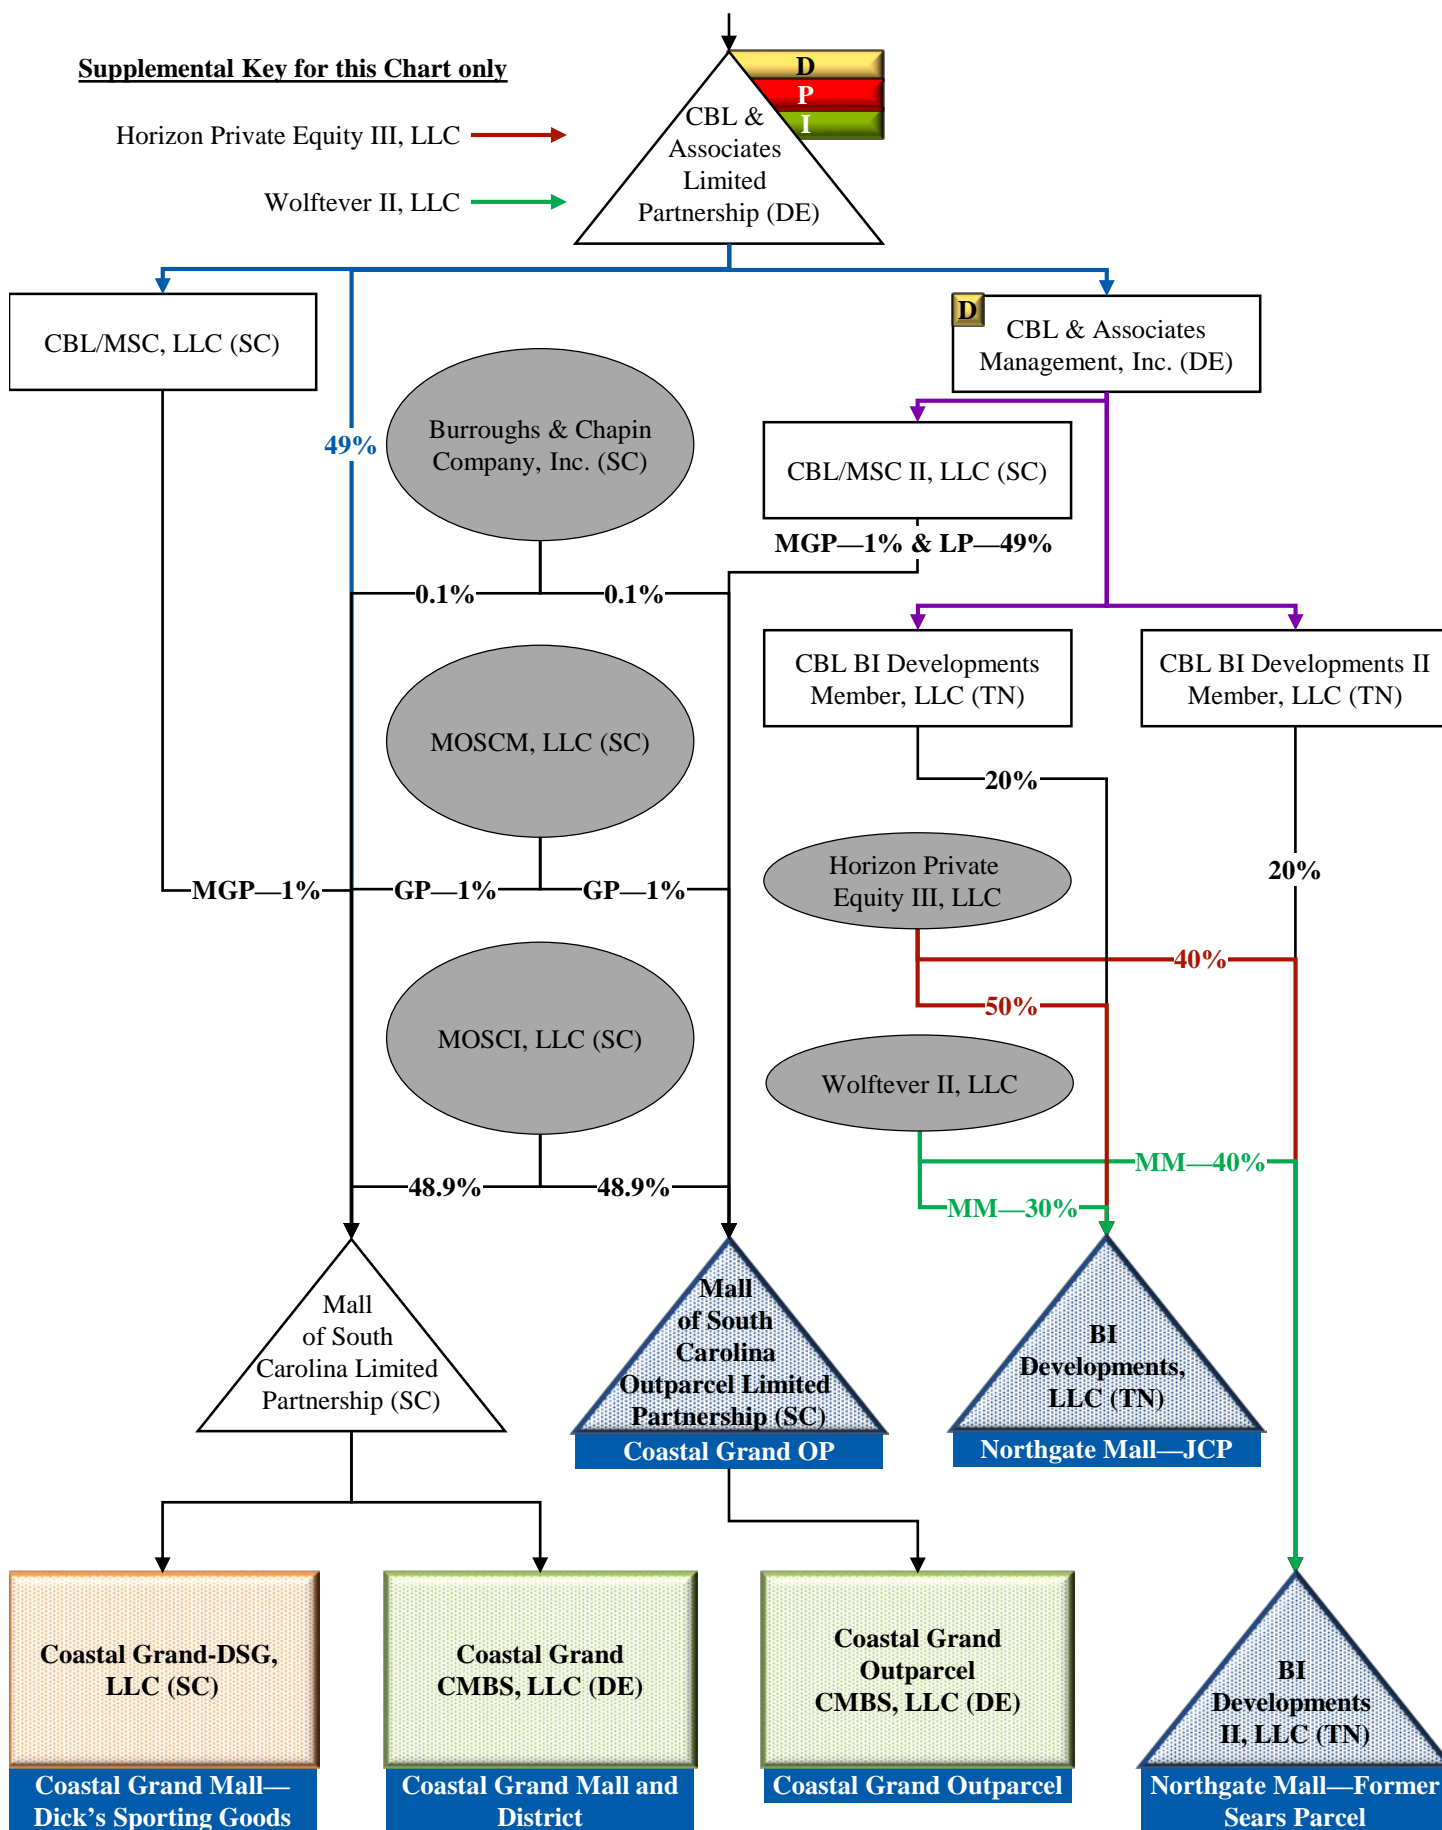 Supplemental Key for this Chart only
Horizon Private Equity III, LLC
Wolftever II, LLC
D
P
I
CBL &
Associates
Limited
Partnership (DE)
CBL/MSC, LLC (SC)
D
CBL & Associates
Management, Inc. (DE)
49%
Burroughs & Chapin
Company, Inc. (SC)
CBL/MSC II, LLC (SC)
MGP—1% & LP—49%
0.1%
0.1%
CBL BI Developments
Member, LLC (TN)
CBL BI Developments II
Member, LLC (TN)
MOSCM, LLC (SC)
20%
Horizon Private
Equity III, LLC
20%
MGP—1%
GP—1%
GP—1%
40%
50%
MOSCI, LLC (SC)
Wolftever II, LLC
MM—40%
48.9%
48.9%
MM—30%
Mall
of South
Carolina Limited
Partnership (SC)
Mall
of South
Carolina
Outparcel Limited
Partnership (SC)
Coastal Grand OP
BI
Developments,
LLC (TN)
Northgate Mall—JCP
Coastal Grand-DSG,
LLC (SC)
Coastal Grand Mall—
Dick's Sporting Goods
Coastal Grand
CMBS, LLC (DE)
Coastal Grand Mall and
District
Coastal Grand
Outparcel
CMBS, LLC (DE)
Coastal Grand Outparcel
BI
Developments
II, LLC (TN)
Northgate Mall—Former
Sears Parcel